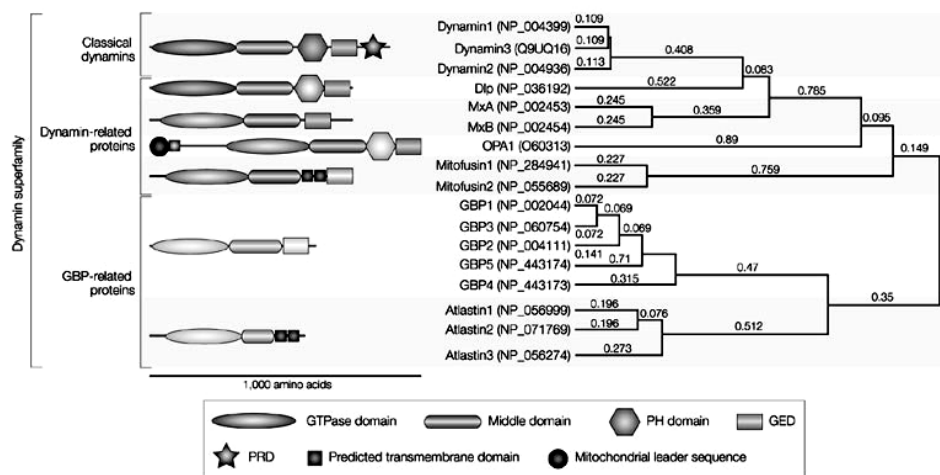 Dynamin superfamily
Classical
dynamins
Dynamin-related
proteins
GBP-related
proteins
1,000 amino acids
Dynamin1 (NP_004399)
Dynamin3 (Q9UQ16)
Dynamin2 (NP_004936)
Dlp (NP_036192)
MxA (NP_002453)
MxB (NP_002454)
OPA1 (O60313)
Mitofusin1 (NP_284941)
Mitofusin2 (NP_055689)
GBP1 (NP_002044)
GBP3 (NP_060754)
GBP2 (NP_004111)
GBP5 (NP_443174)
GBP4 (NP_443173)
Atlastin1 (NP_056999)
Atlastin2 (NP_071769)
Atlastin3 (NP_056274)
0.109
0.109
0.113
0.408
0.083
0.522
0.785
0.245
0.359
0.245
0.095
0.89
0.149
0.227
0.759
0.227
0.072
0.069
0.072
0.069
0.141
0.71
0.315
0.47
0.35
0.196
0.196
0.076
0.512
0.273
GTPase domain
Middle domain
PH domain
GED
PRD
Predicted transmembrane domain
Mitochondrial leader sequence